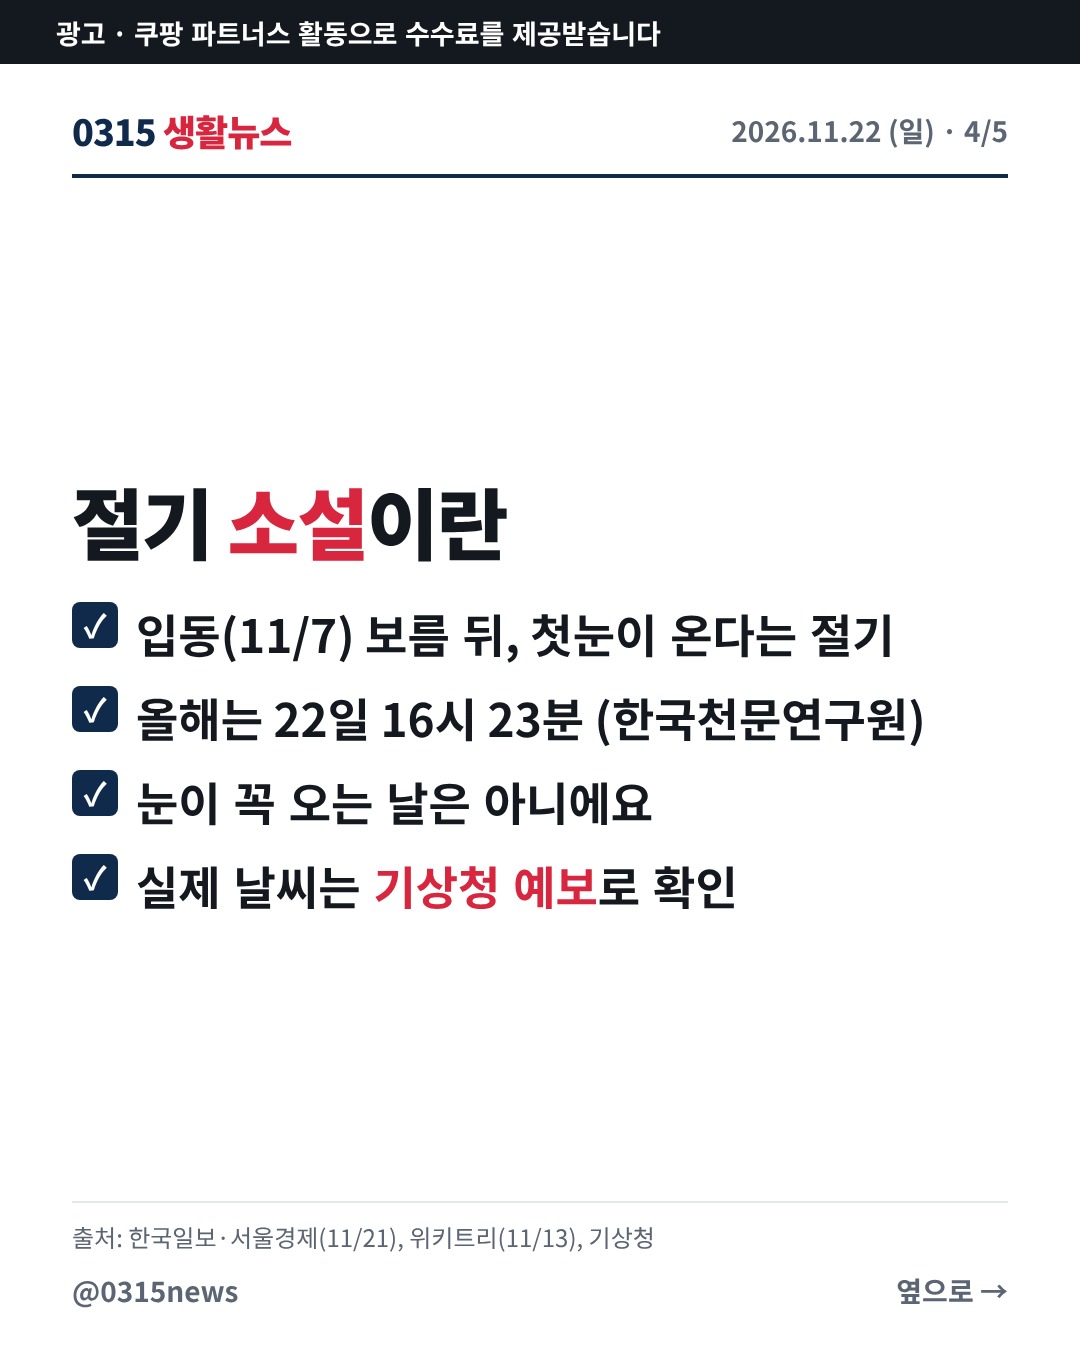 광고 · 쿠팡 파트너스 활동으로 수수료를 제공받습니다
0315 생활뉴스
2026.11.22 (일) · 4/5
절기 소설이란
✓ 입동(11/7) 보름 뒤, 첫눈이 온다는 절기
✓ 올해는 22일 16시 23분 (한국천문연구원)
✓ 눈이 꼭 오는 날은 아니에요
✓ 실제 날씨는 기상청 예보로 확인
출처: 한국일보·서울경제(11/21), 위키트리(11/13), 기상청
@0315news
옆으로 →